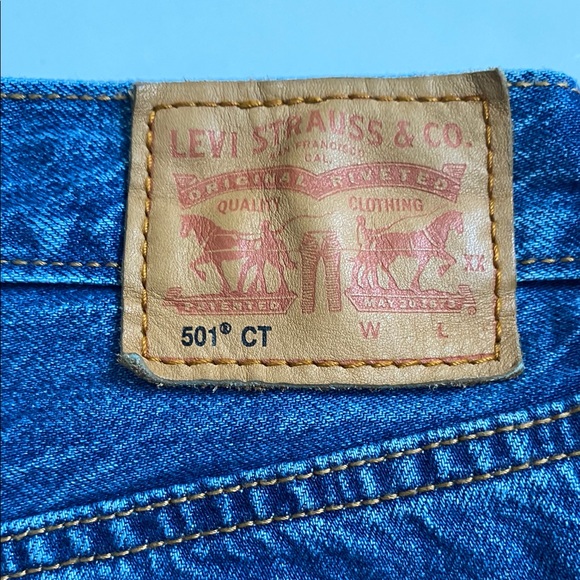 LEVI STRAUSS & CO.
SAN FRANCISCO
CAL.
ORIGINAL RIVETED
QUALITY CLOTHING
XX
PATENTED MAY 20 1873
501® CT W L